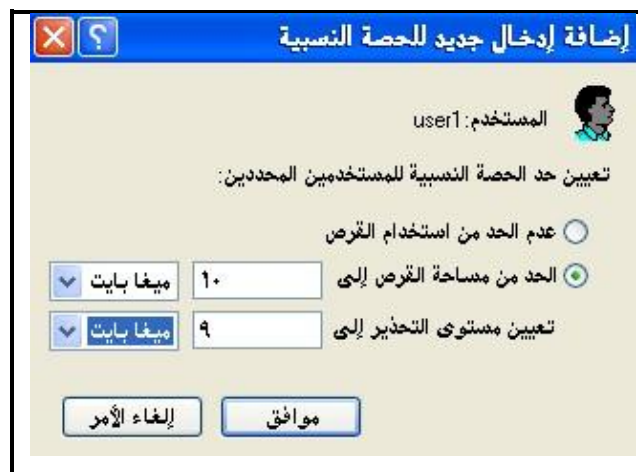 إضافة إدخال جديد للحصة النسبية
المستخدم: user1
تعيين حد الحصة النسبية للمستخدمين المحددين:
عدم الحد من استخدام القرص
الحد من مساحة القرص إلى ١٠ ميغا بايت
تعيين مستوى التحذير إلى ٩ ميغا بايت
موافق إلغاء الأمر